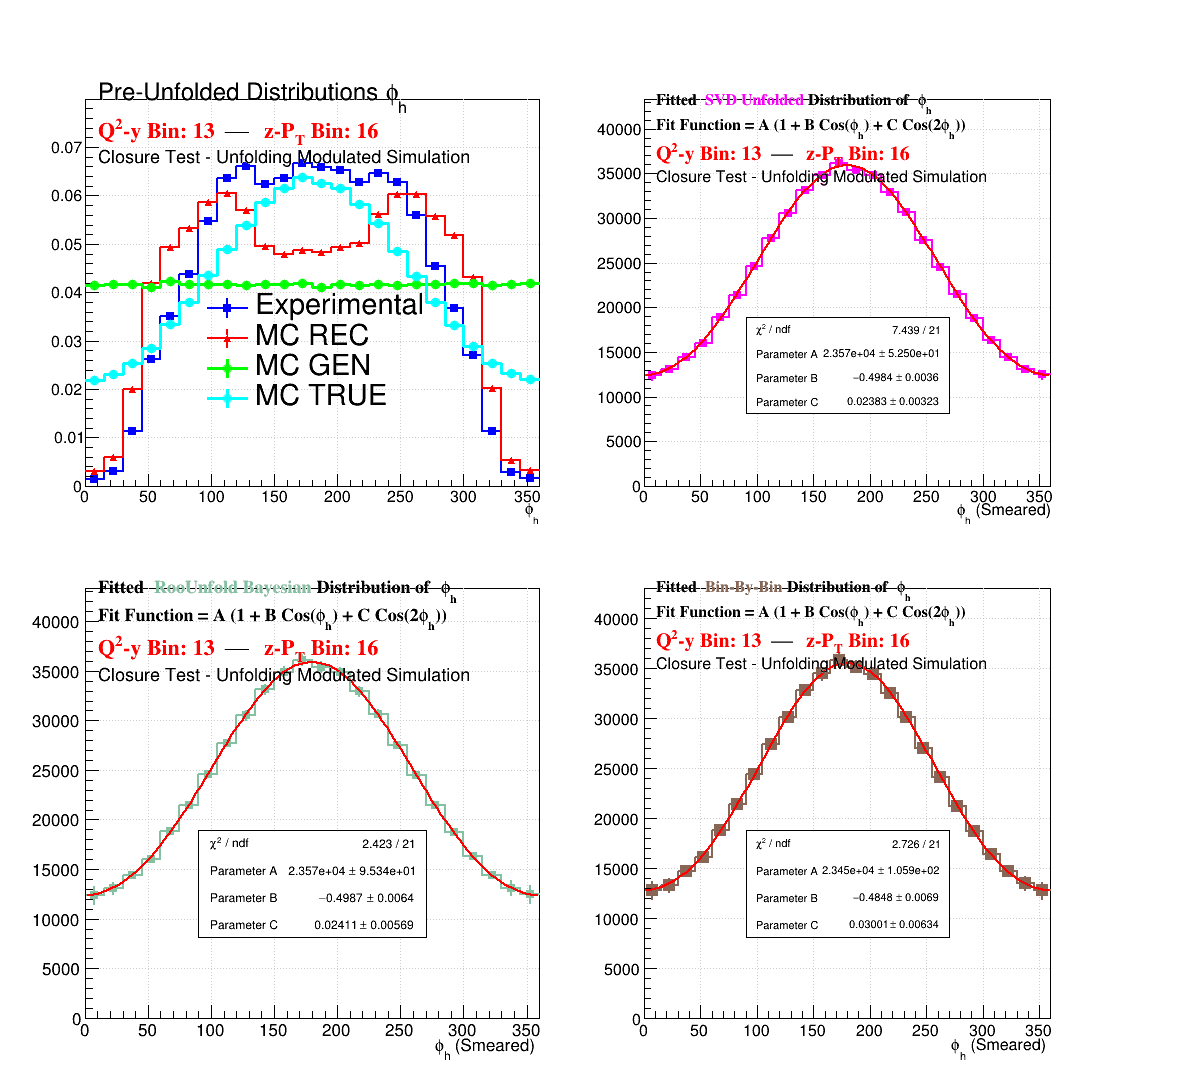 Pre-Unfolded Distributions ϕh
Q2-y Bin: 13 — z-PT Bin: 16
Closure Test - Unfolding Modulated Simulation
0.07
0.06
0.05
0.04
0.03
0.02
0.01
0
Experimental
MC REC
MC GEN
MC TRUE
0 50 100 150 200 250 300 350
ϕh
Fitted SVD Unfolded Distribution of ϕh
Fit Function = A (1 + B Cos(ϕh) + C Cos(2ϕh))
Q2-y Bin: 13 — z-PT Bin: 16
Closure Test - Unfolding Modulated Simulation
40000
35000
30000
25000
20000
15000
10000
5000
0
χ2 / ndf 7.439 / 21
Parameter A 2.357e+04 ± 5.250e+01
Parameter B −0.4984 ± 0.0036
Parameter C 0.02383 ± 0.00323
0 50 100 150 200 250 300 350
ϕh (Smeared)
Fitted RooUnfold Bayesian Distribution of ϕh
Fit Function = A (1 + B Cos(ϕh) + C Cos(2ϕh))
Q2-y Bin: 13 — z-PT Bin: 16
Closure Test - Unfolding Modulated Simulation
40000
35000
30000
25000
20000
15000
10000
5000
0
χ2 / ndf 2.423 / 21
Parameter A 2.357e+04 ± 9.534e+01
Parameter B −0.4987 ± 0.0064
Parameter C 0.02411 ± 0.00569
0 50 100 150 200 250 300 350
ϕh (Smeared)
Fitted Bin-By-Bin Distribution of ϕh
Fit Function = A (1 + B Cos(ϕh) + C Cos(2ϕh))
Q2-y Bin: 13 — z-PT Bin: 16
Closure Test - Unfolding Modulated Simulation
40000
35000
30000
25000
20000
15000
10000
5000
0
χ2 / ndf 2.726 / 21
Parameter A 2.345e+04 ± 1.059e+02
Parameter B −0.4848 ± 0.0069
Parameter C 0.03001 ± 0.00634
0 50 100 150 200 250 300 350
ϕh (Smeared)